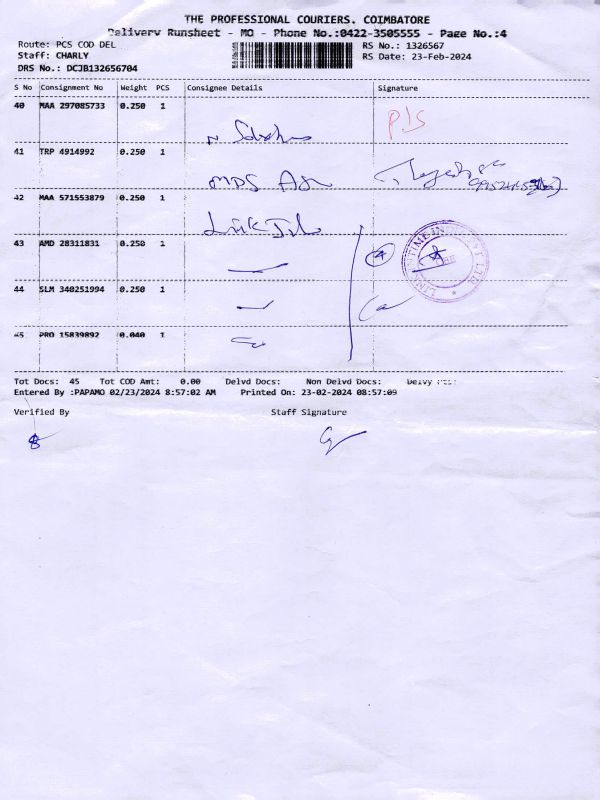 THE PROFESSIONAL COURIERS. COIMBATORE
Delivery Runsheet - MO - Phone No.:0422-3505555 - Page No.:4
Route: PCS COD DEL
Staff: CHARLY
DRS No.: DCJB132656704
RS No.: 1326567
RS Date: 23-Feb-2024
S No Consignment No Weight PCS Consignee Details Signature
40 MAA 297085733 0.250 1
P/S
41 TRP 4914992 0.250 1
MDS
42 MAA 571553879 0.250 1
Link
43 AMD 28311831 0.250 1
4
44 SLM 340251994 0.250 1
45 PRO 15839892 0.040 1
Tot Docs: 45 Tot COD Amt: 0.00 Delvd Docs: Non Delvd Docs: Delvy
Entered By :PAPAMO 02/23/2024 8:57:02 AM Printed On: 23-02-2024 08:57:09
Verified By Staff Signature